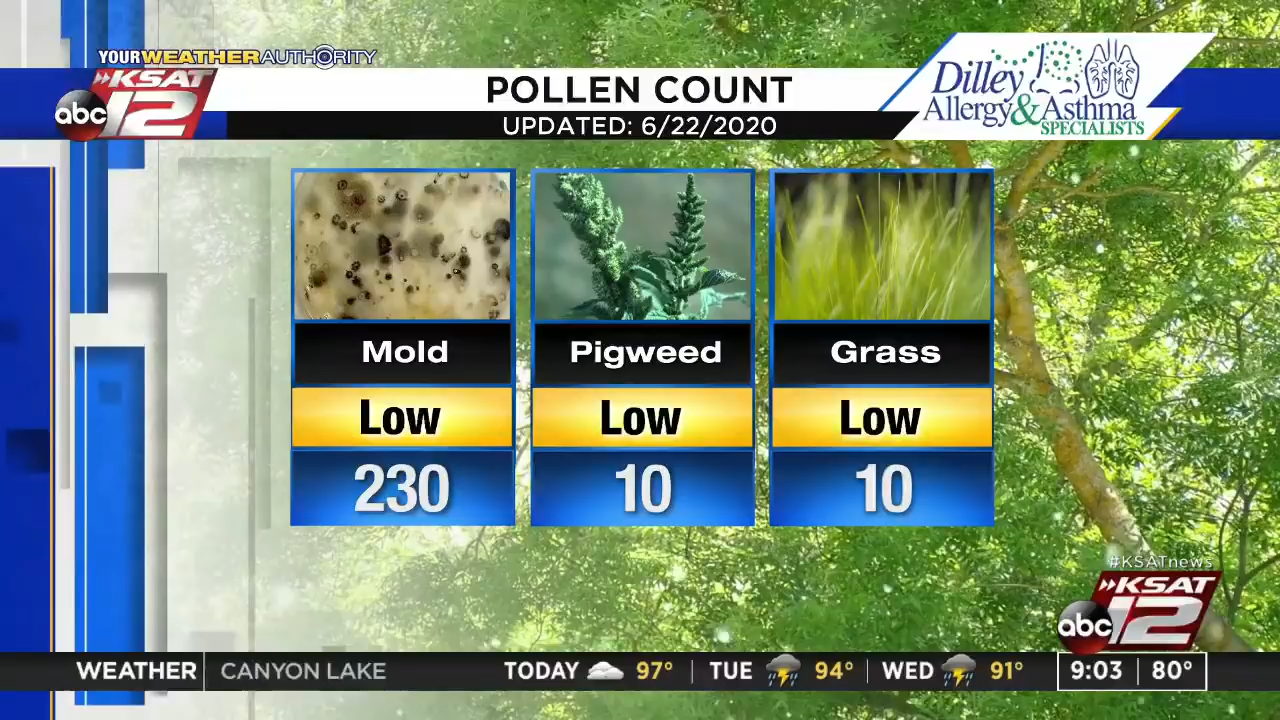 YOURWEATHERAUTHORITY
KSAT
abc 12
POLLEN COUNT
UPDATED: 6/22/2020
Dilley
Allergy&Asthma
SPECIALISTS
Mold
Low
230
Pigweed
Low
10
Grass
Low
10
#KSATnews
KSAT
abc 12
WEATHER CANYON LAKE TODAY 97° TUE 94° WED 91° 9:03 80°